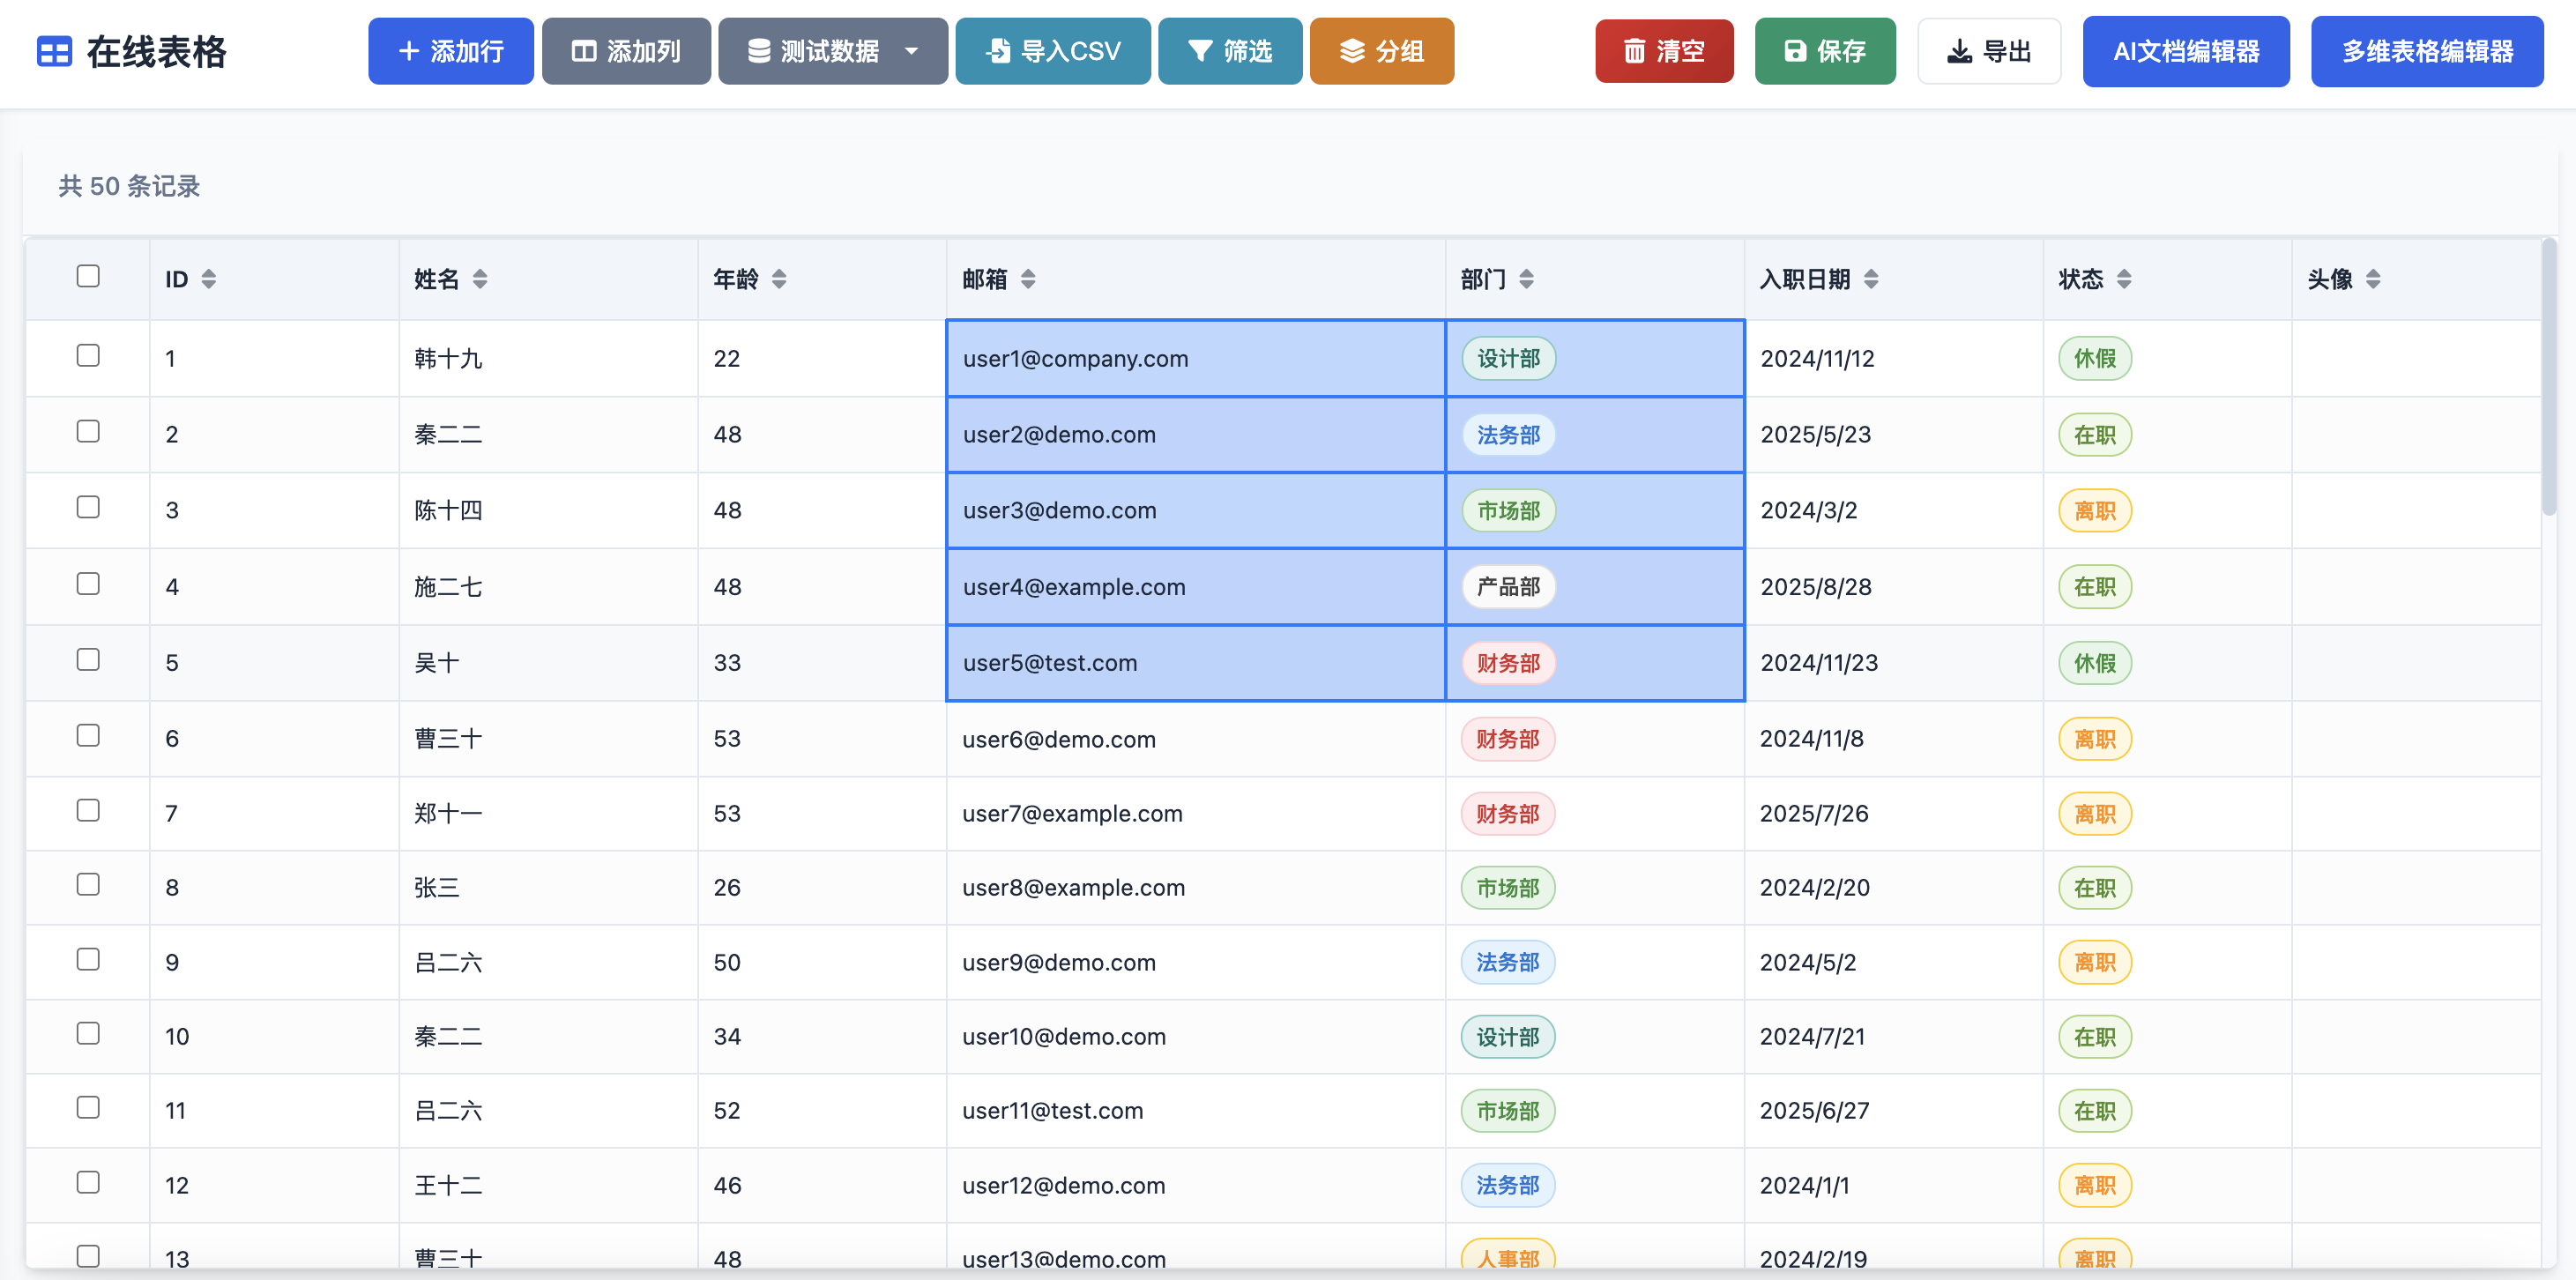 在线表格 添加行 添加列 测试数据 导入CSV 筛选 分组 清空 保存 导出 AI文档编辑器 多维表格编辑器
共 50 条记录
ID 姓名 年龄 邮箱 部门 入职日期 状态 头像
1 韩十九 22 user1@company.com 设计部 2024/11/12 休假
2 秦二二 48 user2@demo.com 法务部 2025/5/23 在职
3 陈十四 48 user3@demo.com 市场部 2024/3/2 离职
4 施二七 48 user4@example.com 产品部 2025/8/28 在职
5 吴十 33 user5@test.com 财务部 2024/11/23 休假
6 曹三十 53 user6@demo.com 财务部 2024/11/8 离职
7 郑十一 53 user7@example.com 财务部 2025/7/26 离职
8 张三 26 user8@example.com 市场部 2024/2/20 在职
9 吕二六 50 user9@demo.com 法务部 2024/5/2 离职
10 秦二二 34 user10@demo.com 设计部 2024/7/21 在职
11 吕二六 52 user11@test.com 市场部 2025/6/27 在职
12 王十二 46 user12@demo.com 法务部 2024/1/1 离职
13 曹三十 48 user13@demo.com 人事部 2024/2/19 离职